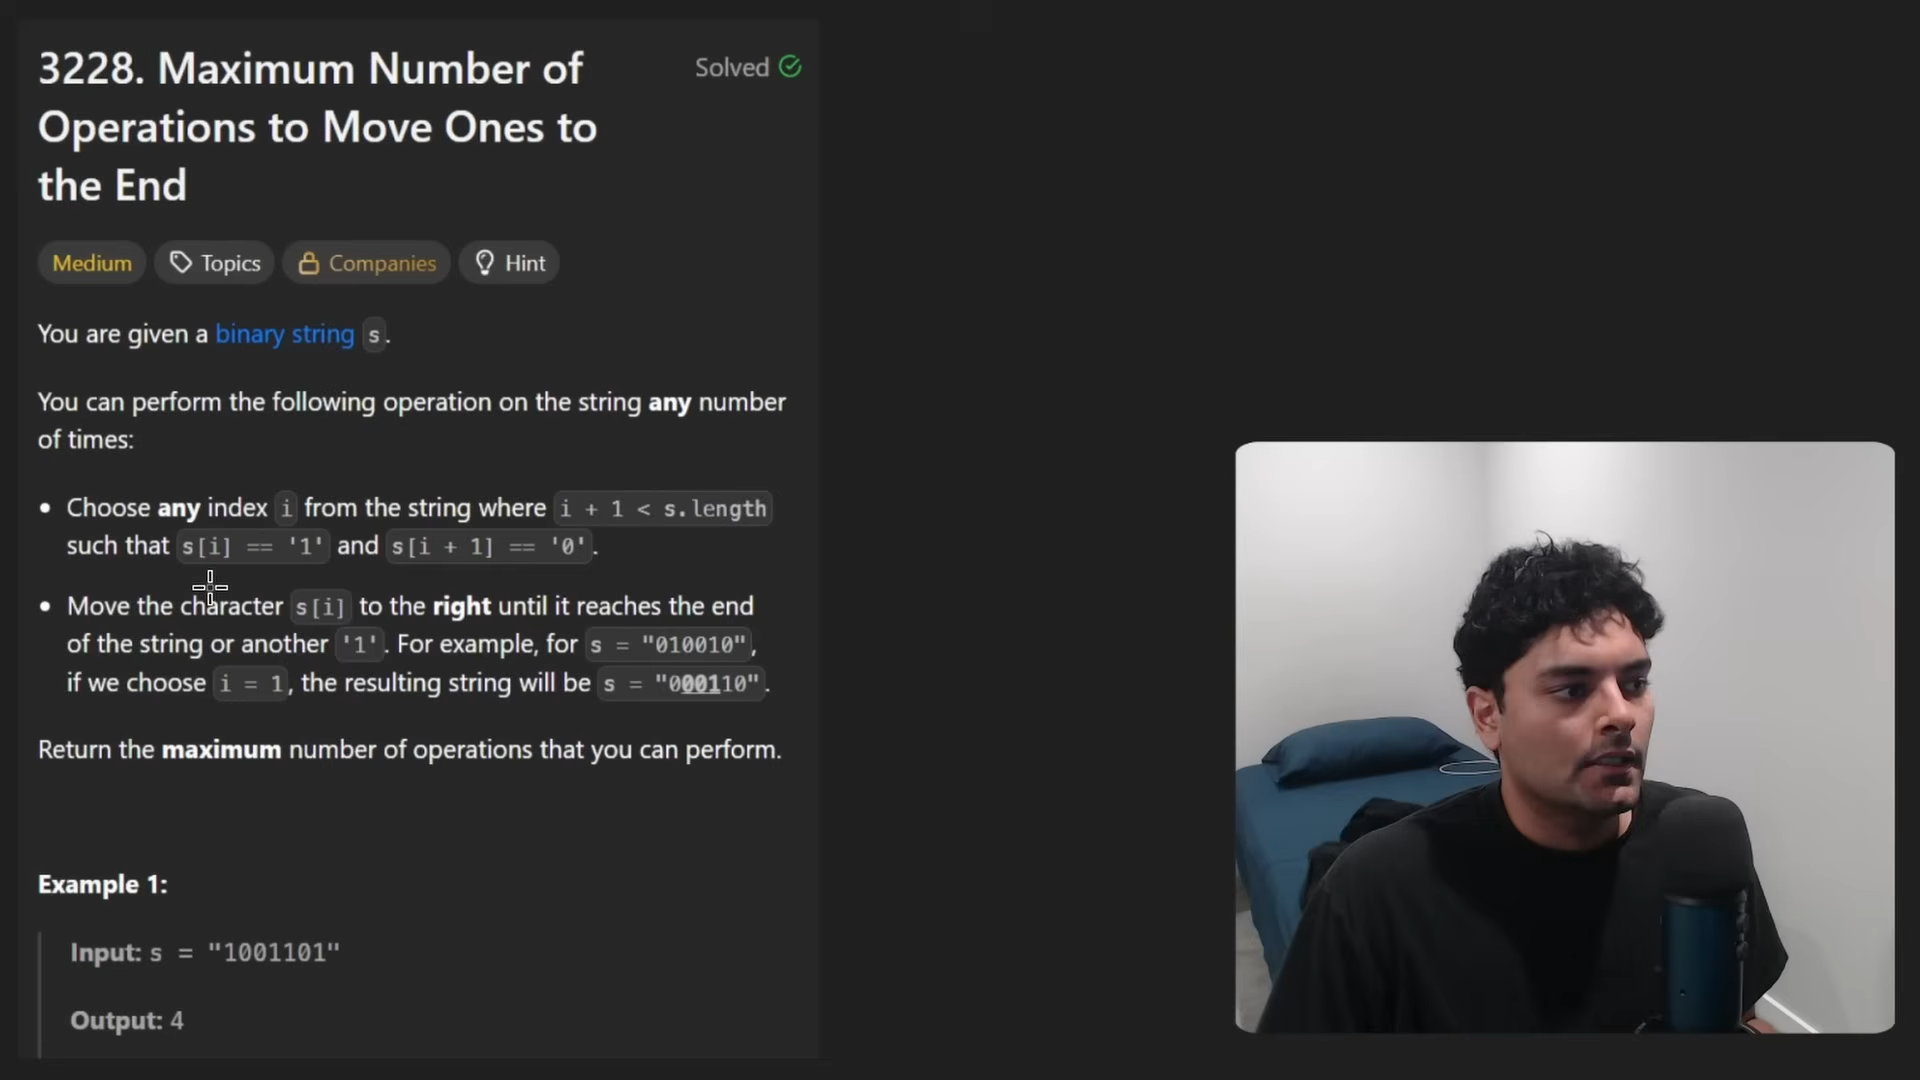 3228. Maximum Number of
Operations to Move Ones to
the End
Solved
Medium
Topics
Companies
Hint
You are given a binary string s.
You can perform the following operation on the string any number
of times:
• Choose any index i from the string where i + 1 < s.length
such that s[i] == '1' and s[i + 1] == '0'.
• Move the character s[i] to the right until it reaches the end
of the string or another '1'. For example, for s = "010010",
if we choose i = 1, the resulting string will be s = "000110".
Return the maximum number of operations that you can perform.
Example 1:
Input: s = "1001101"
Output: 4